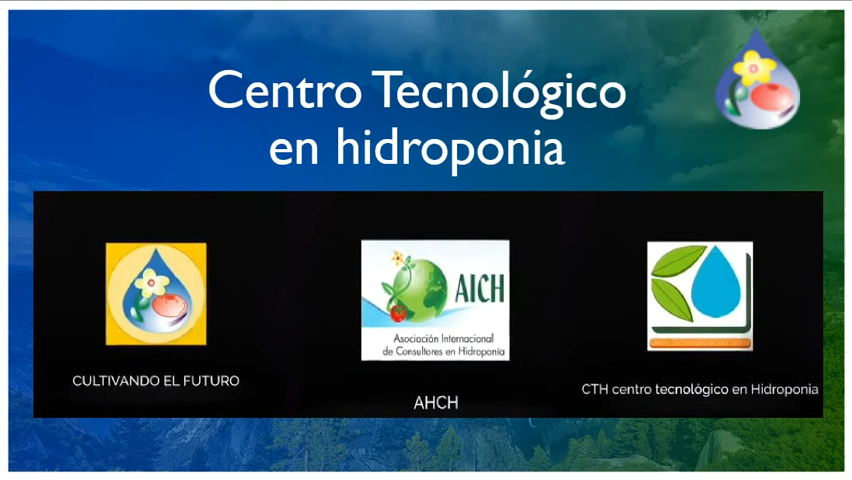 Centro Tecnológico
en hidroponia
AICH
Asociación Internacional
de Consultores en Hidroponía
CULTIVANDO EL FUTURO
AHCH
CTH centro tecnológico en Hidroponia